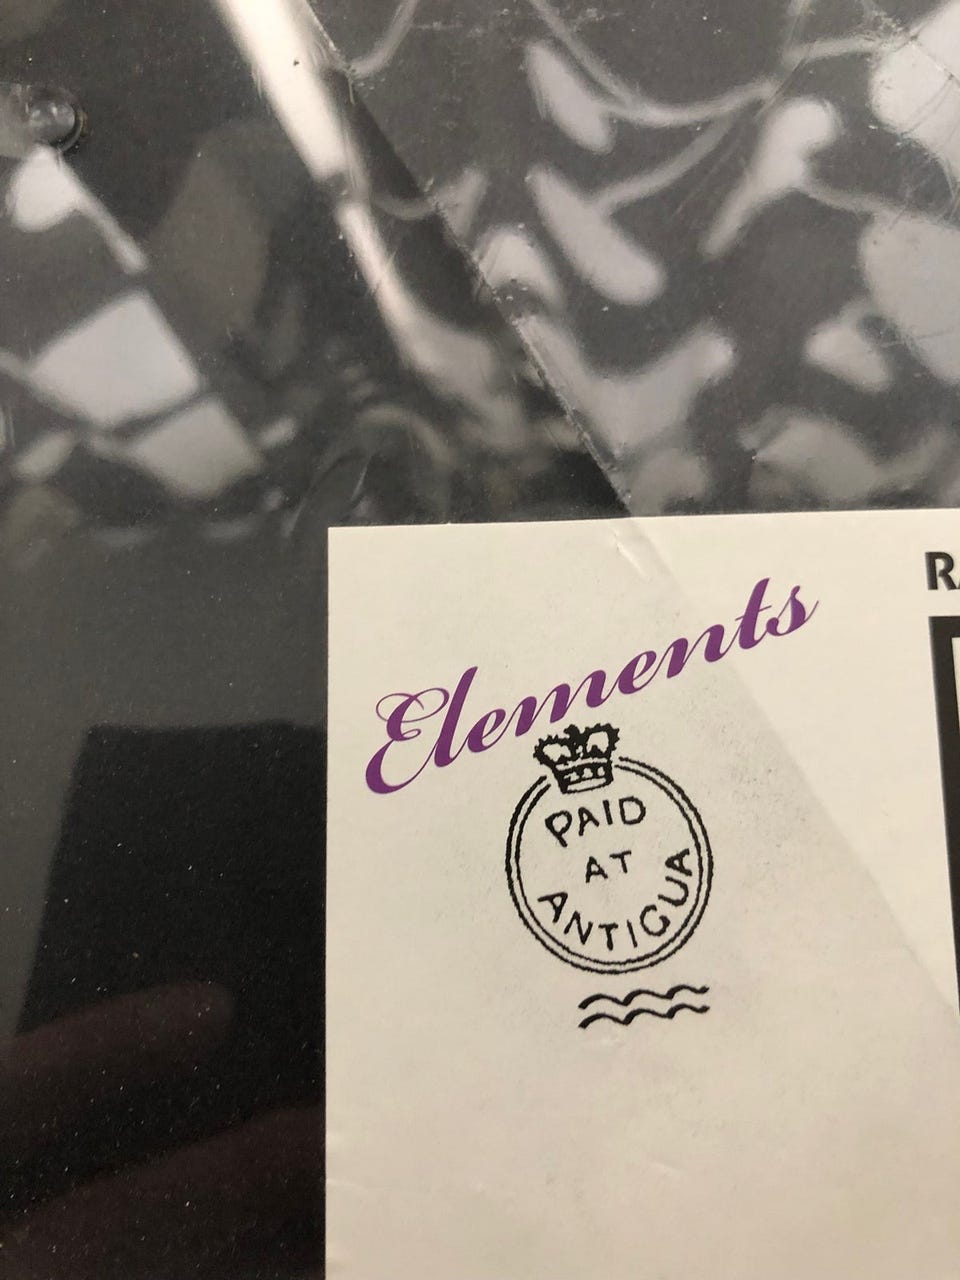 Elements
PAID
AT
ANTIGUA